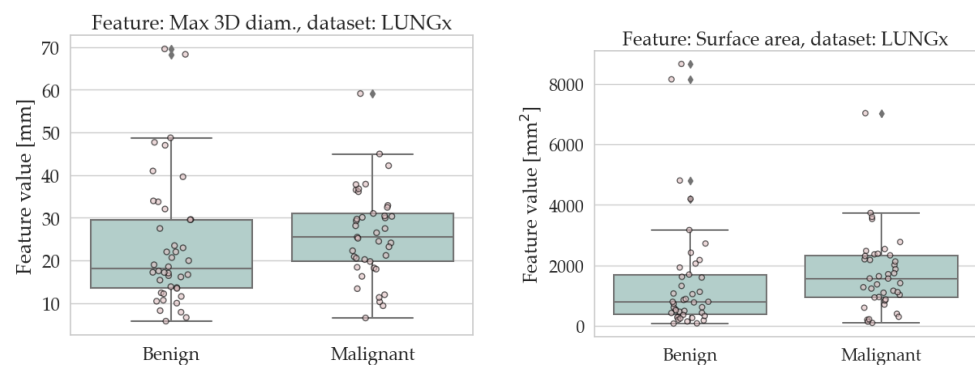 Feature: Max 3D diam., dataset: LUNGx
70
60
50
40
30
20
10
Feature value [mm]
Benign
Malignant
Feature: Surface area, dataset: LUNGx
8000
6000
4000
2000
0
Feature value [mm²]
Benign
Malignant